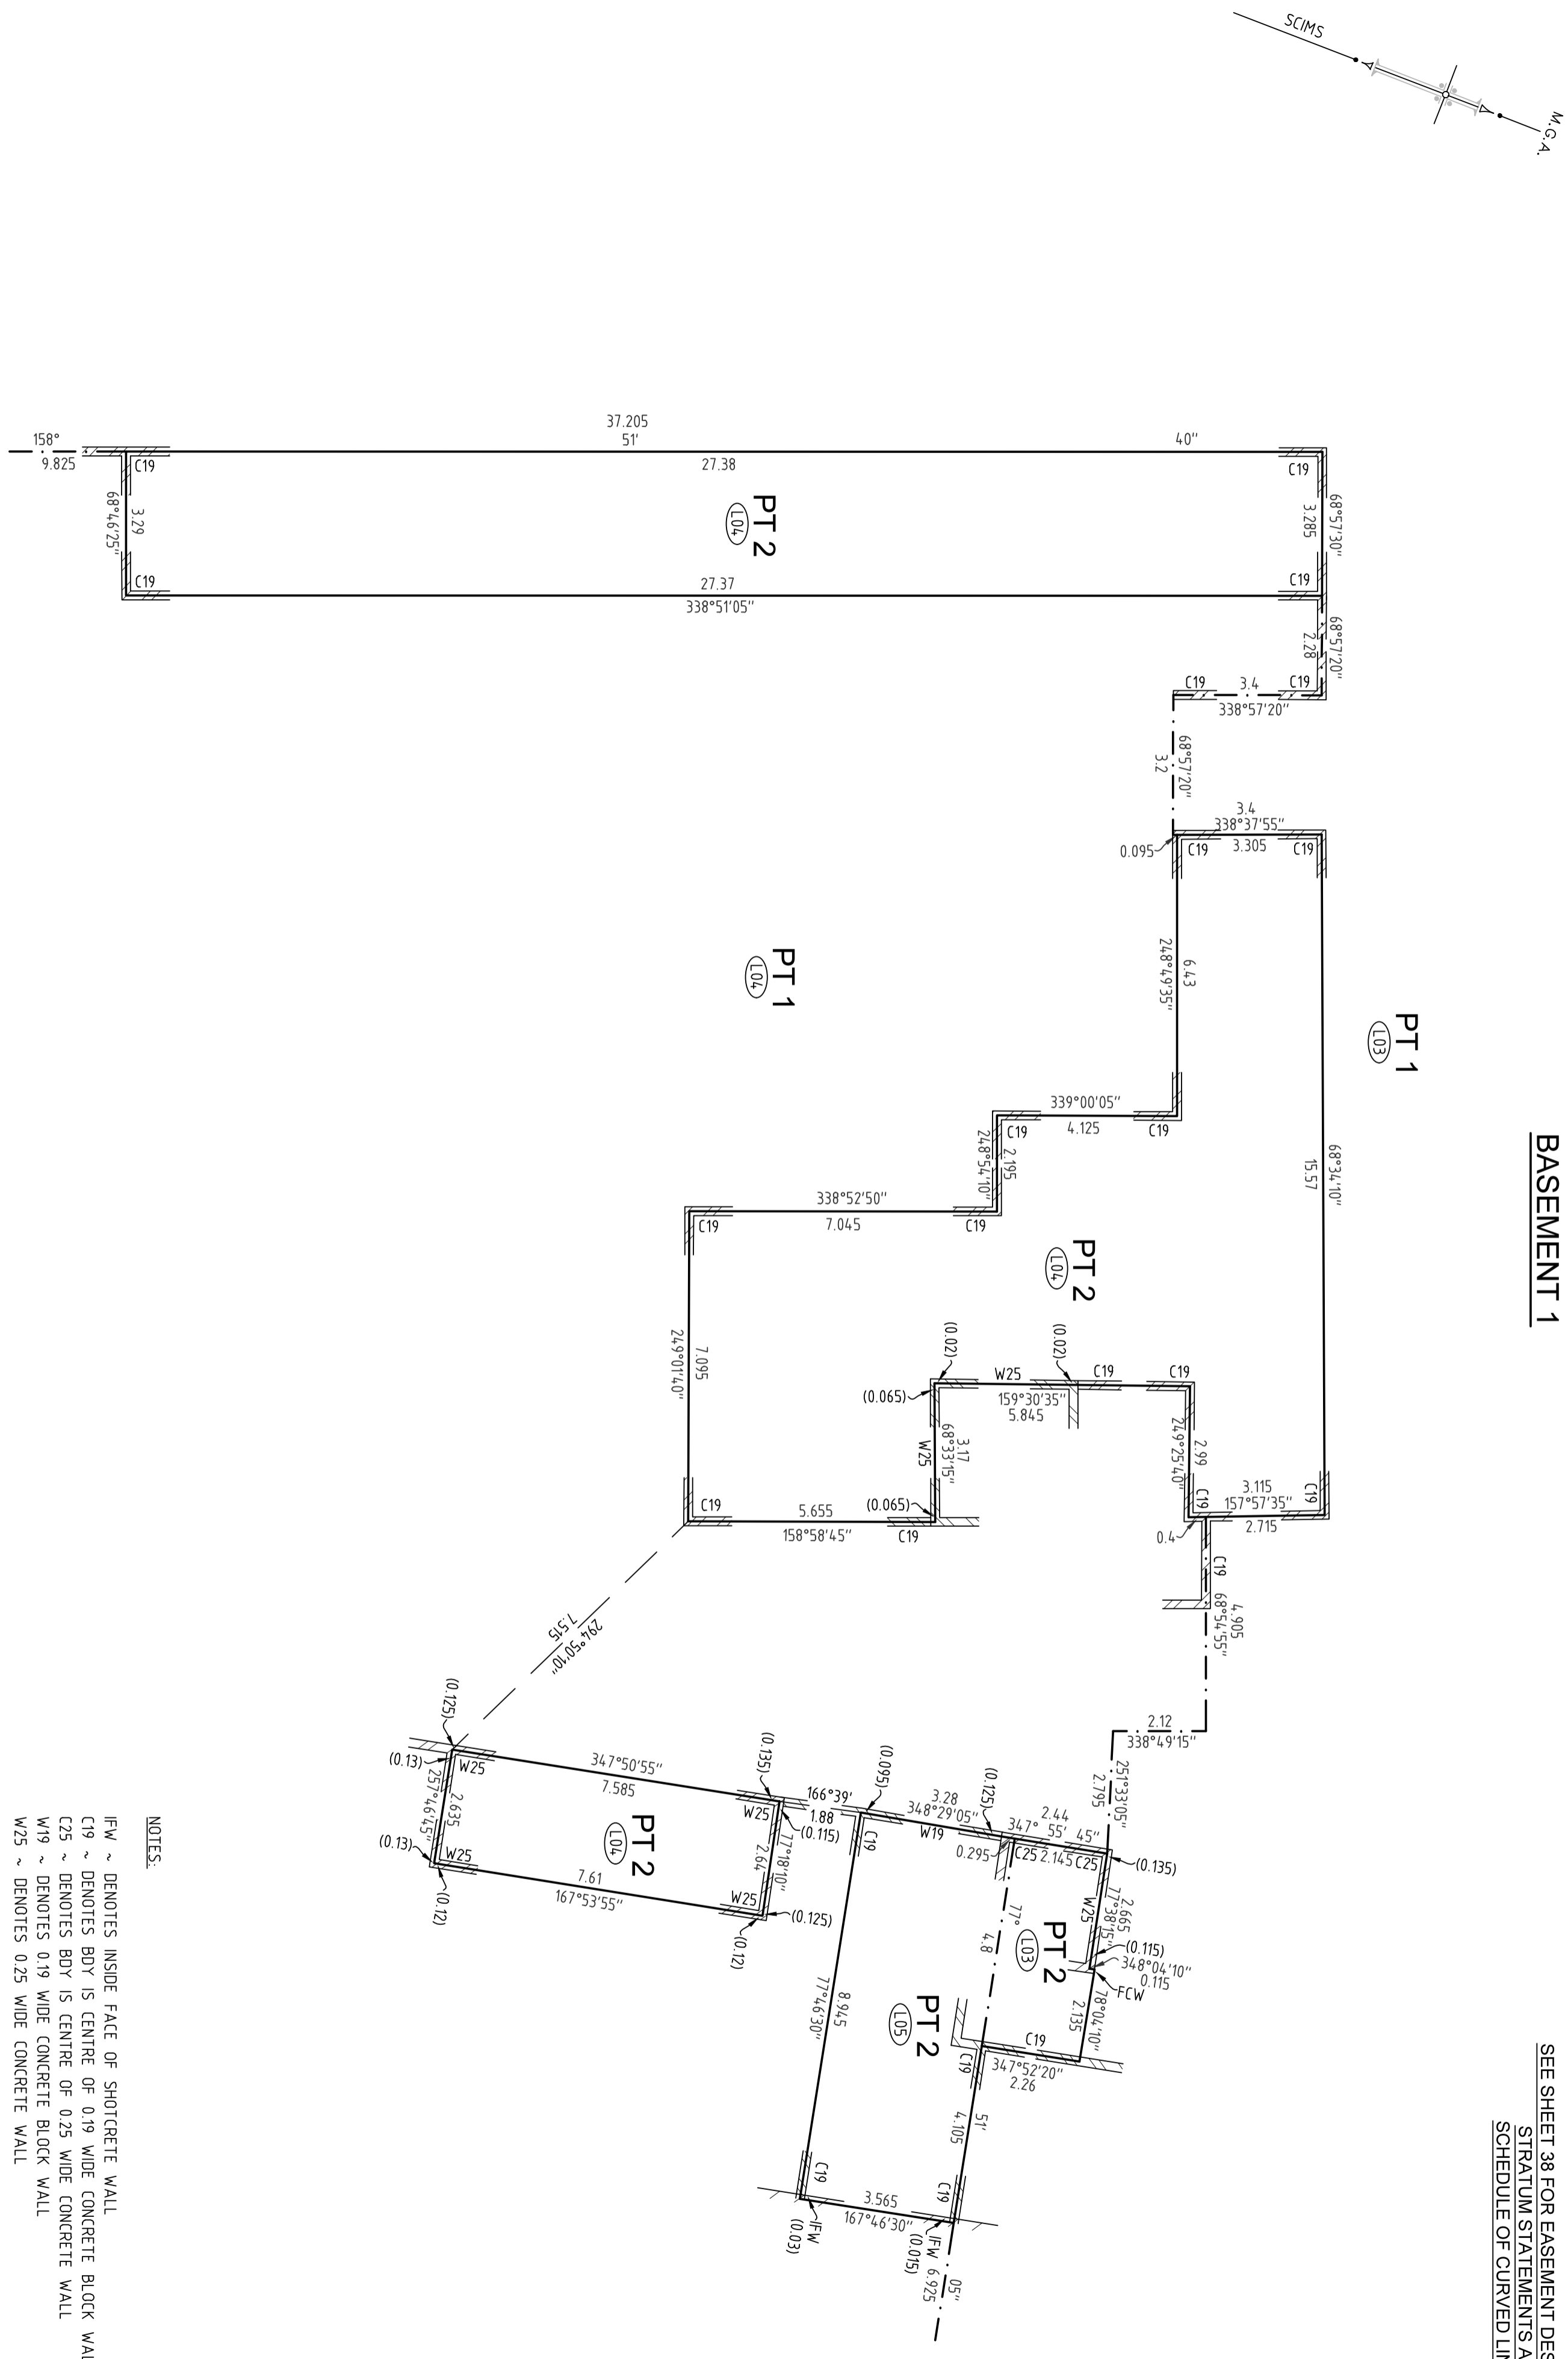 SCIMS
M.G.A.
BASEMENT 1
SEE SHEET 38 FOR EASEMENT DES
STRATUM STATEMENTS A
SCHEDULE OF CURVED LIN
37.205
158°
51'
40"
9.825
27.38
C19
C19
68°46'25"
3.29
PT 2
L04
3.285
68°57'30"
C19
C19
27.37
338°51'05"
2.28
68°57'20"
C19
C19
3.4
338°57'20"
3.2
68°57'20"
3.4
338°37'55"
3.305
0.095
C19
C19
PT 1
L04
248°49'35"
6.43
PT 1
L03
339°00'05"
4.125
C19
C19
248°54'10"
2.195
15.57
68°34'10"
338°52'50"
7.045
C19
C19
PT 2
L04
(0.02)
(0.02)
W25
C19
C19
159°30'35"
5.845
(0.065)
249°01'40"
7.095
W25
68°33'15"
3.17
249°25'40"
2.99
3.115
157°57'35"
2.715
C19
C19
0.4
C19
(0.065)
5.655
158°58'45"
C19
C19
68°54'55"
4.905
7.515
294°50'10"
2.12
338°49'15"
2.795
251°33'05"
(0.125)
(0.13)
W25
347°50'55"
7.585
(0.135)
W25
166°39'
1.88
(0.115)
(0.095)
C19
3.28
348°29'05"
W19
(0.125)
0.295
2.44
347° 55' 45"
C25
2.145
C25
(0.135)
257°46'45"
2.635
(0.13)
W25
(0.12)
PT 2
L04
77°18'10"
2.64
7.61
167°53'55"
W25
(0.125)
(0.12)
W25
77°38'15"
2.665
(0.115)
348°04'10"
0.115
FCW
77°
4.8
PT 2
L03
2.135
78°04'10"
PT 2
L05
C19
C19
347°52'20"
2.26
77°46'30"
8.945
51'
4.105
C19
C19
3.565
167°46'30"
IFW
(0.03)
IFW
(0.015)
05"
6.925
NOTES:
IFW ~ DENOTES INSIDE FACE OF SHOTCRETE WALL
C19 ~ DENOTES BDY IS CENTRE OF 0.19 WIDE CONCRETE BLOCK WAL
C25 ~ DENOTES BDY IS CENTRE OF 0.25 WIDE CONCRETE WALL
W19 ~ DENOTES 0.19 WIDE CONCRETE BLOCK WALL
W25 ~ DENOTES 0.25 WIDE CONCRETE WALL